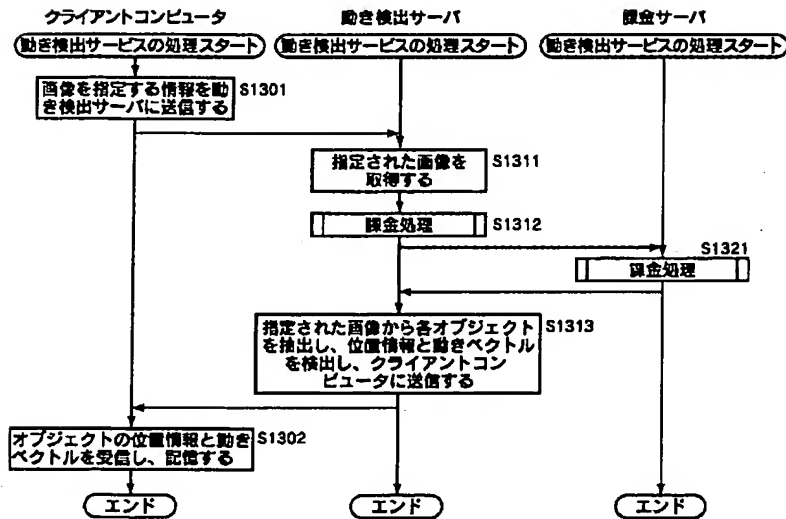 クライアントコンピュータ
動き検出サーバ
課金サーバ
動き検出サービスの処理スタート
動き検出サービスの処理スタート
動き検出サービスの処理スタート
画像を指定する情報を動
き検出サーバに送信する
S1301
指定された画像を
取得する
S1311
課金処理
S1312
S1321
課金処理
指定された画像から各オブジェクト
を抽出し、位置情報と動きベクトル
を検出し、クライアントコン
ピュータに送信する
S1313
オブジェクトの位置情報と動き
ベクトルを受信し、記憶する
S1302
エンド
エンド
エンド